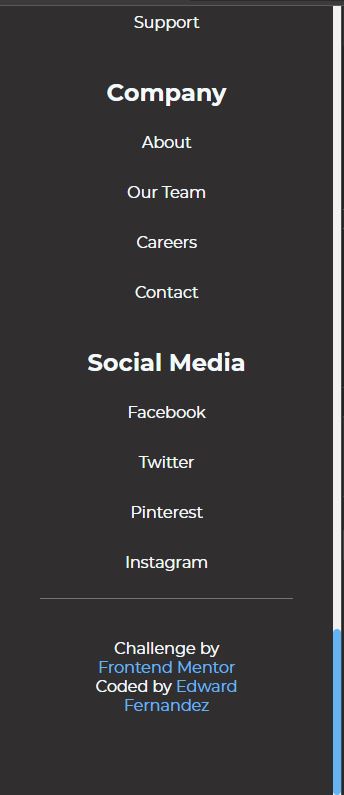 Support
Company
About
Our Team
Careers
Contact
Social Media
Facebook
Twitter
Pinterest
Instagram
Challenge by
Frontend Mentor
Coded by Edward
Fernandez